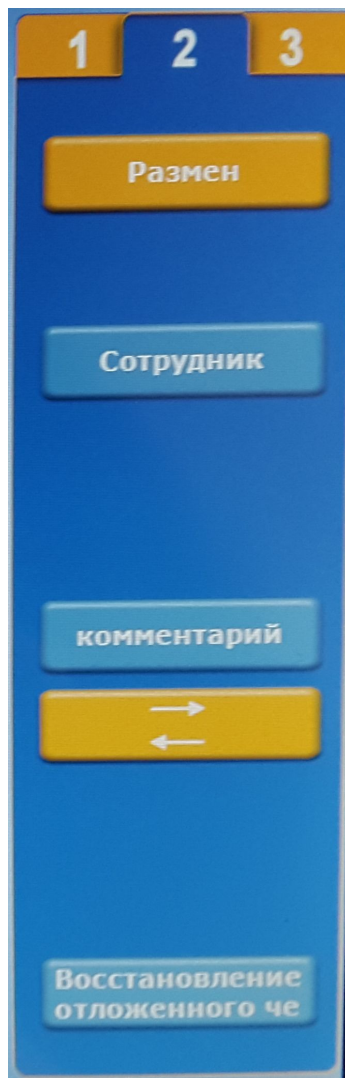 1 2 3
Размен
Сотрудник
комментарий
Восстановление
отложенного че